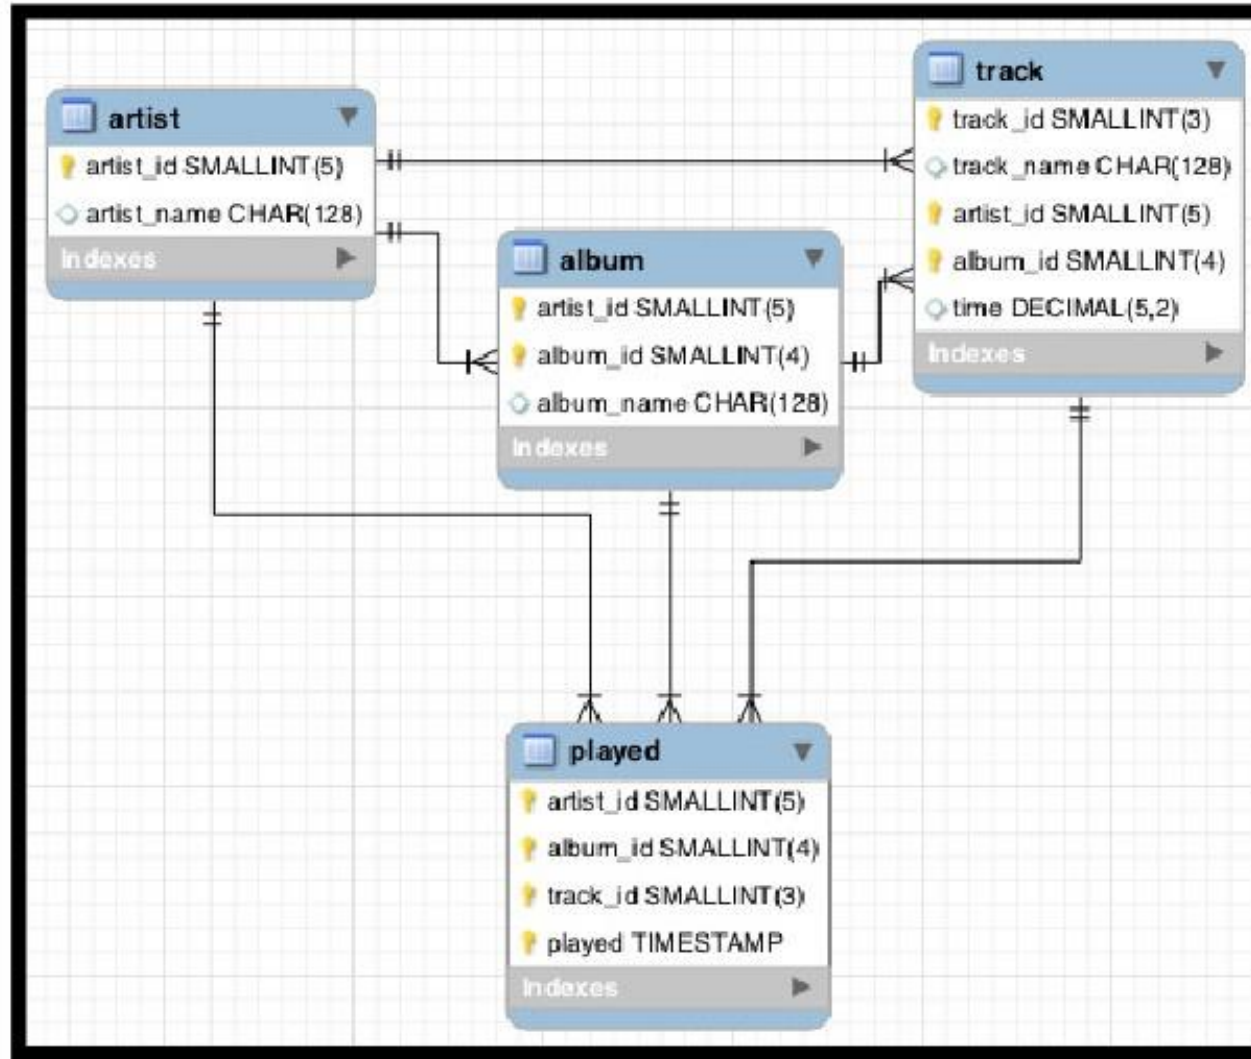 artist
artist_id SMALLINT(5)
artist_name CHAR(128)
Indexes
album
artist_id SMALLINT(5)
album_id SMALLINT(4)
album_name CHAR(128)
Indexes
track
track_id SMALLINT(3)
track_name CHAR(128)
artist_id SMALLINT(5)
album_id SMALLINT(4)
time DECIMAL(5,2)
Indexes
played
artist_id SMALLINT(5)
album_id SMALLINT(4)
track_id SMALLINT(3)
played TIMESTAMP
Indexes